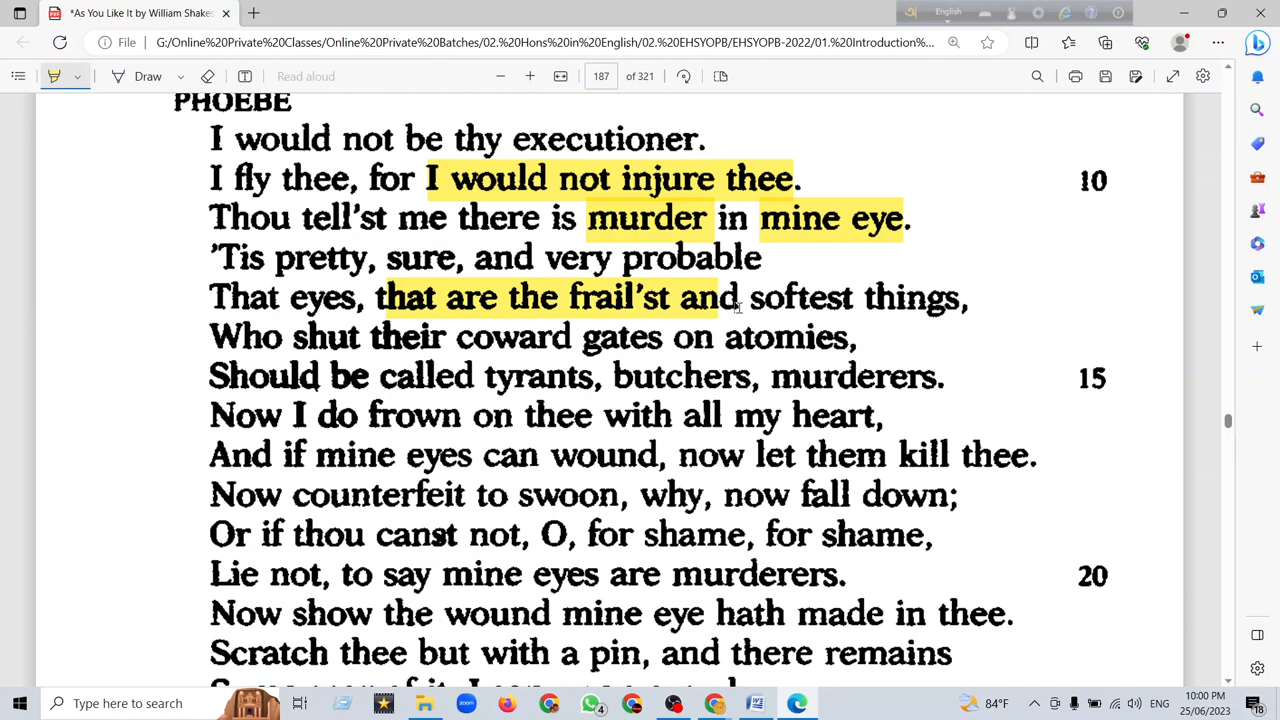 *As You Like It by William Shakes
English
File
G:/Online%20Private%20Classes/Online%20Private%20Batches/02.%20Hons%20in%20English/02.%20EHSYOPB/EHSYOPB-2022/01.%20Introduction%...
Draw
Read aloud
187 of 321
PHOEBE
I would not be thy executioner.
I fly thee, for I would not injure thee. 10
Thou tell'st me there is murder in mine eye.
'Tis pretty, sure, and very probable
That eyes, that are the frail'st and softest things,
Who shut their coward gates on atomies,
Should be called tyrants, butchers, murderers. 15
Now I do frown on thee with all my heart,
And if mine eyes can wound, now let them kill thee.
Now counterfeit to swoon, why, now fall down;
Or if thou canst not, O, for shame, for shame,
Lie not, to say mine eyes are murderers. 20
Now show the wound mine eye hath made in thee.
Scratch thee but with a pin, and there remains
Type here to search
zoom
4
84°F
ENG
10:00 PM
25/06/2023
18